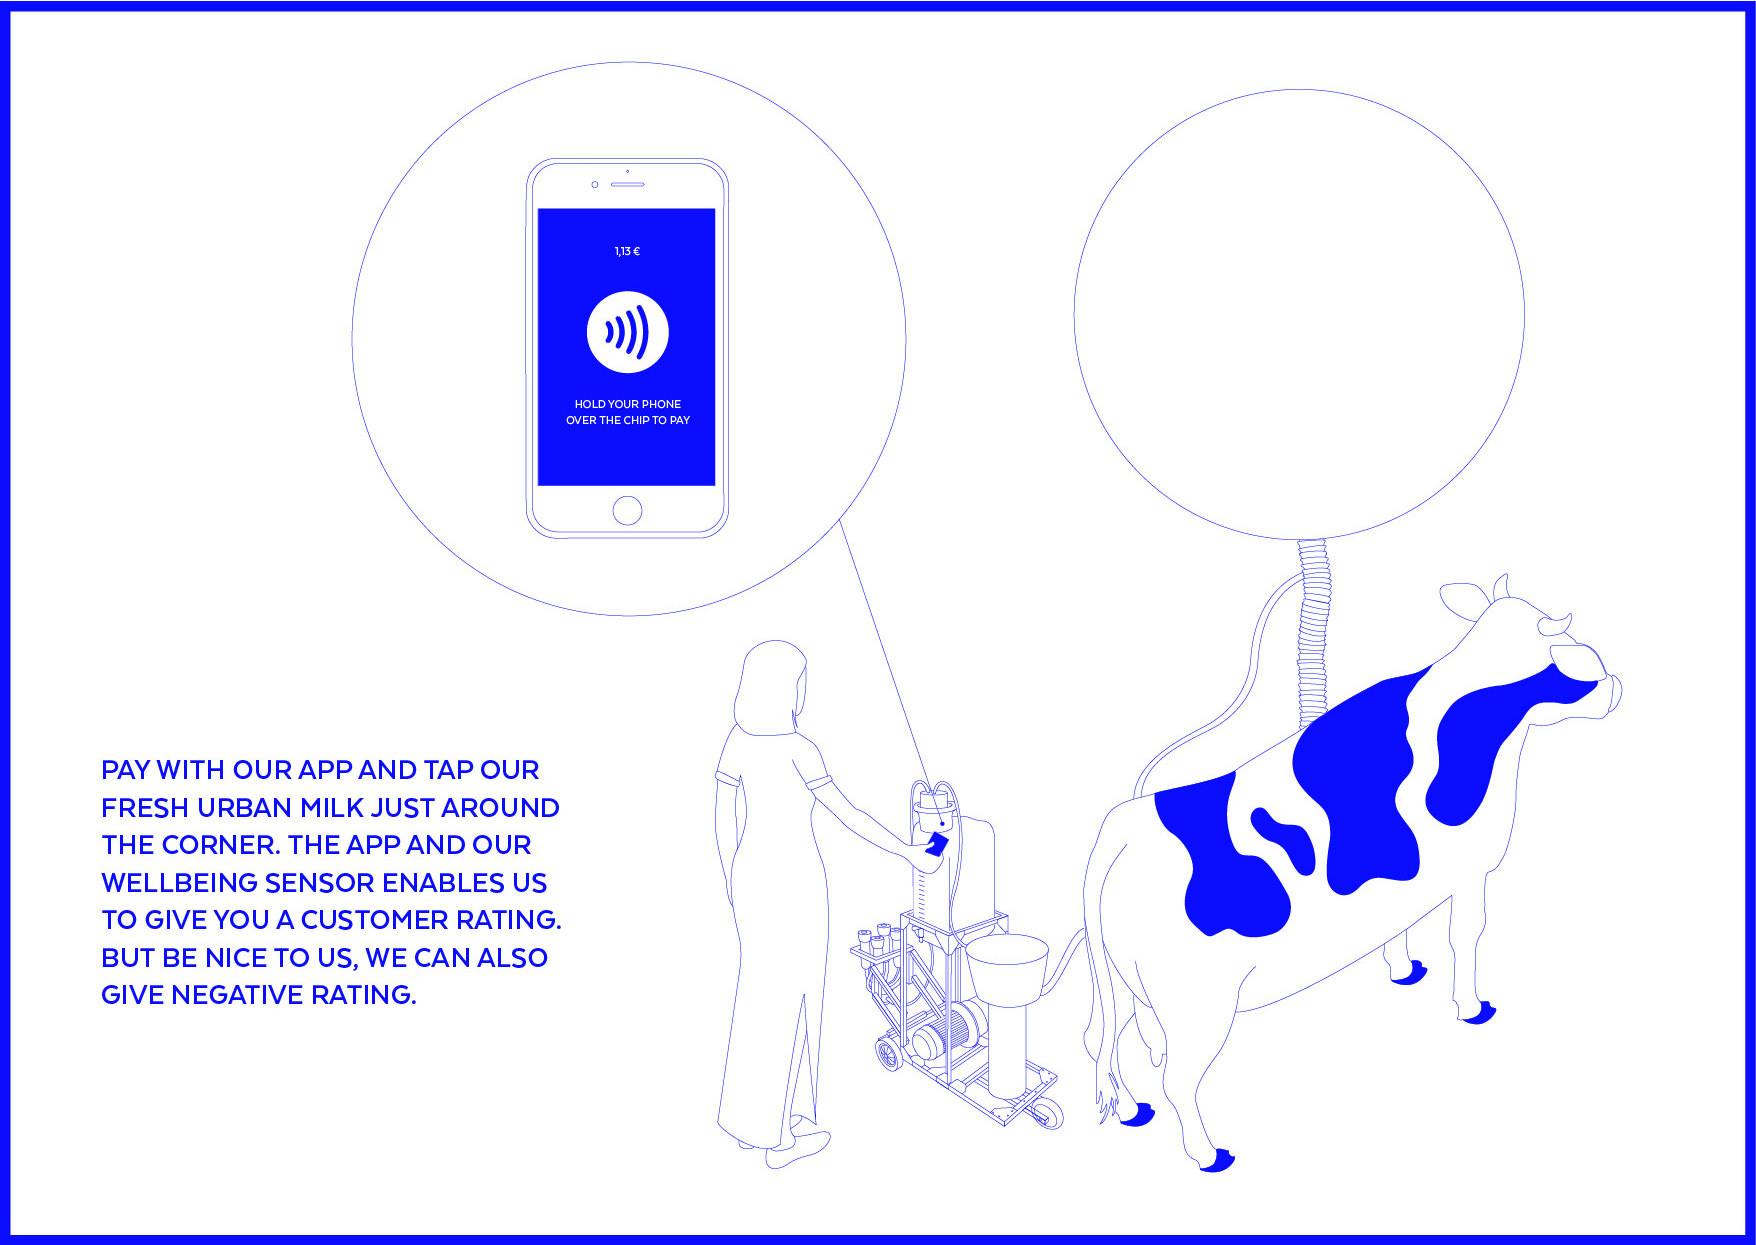 1,13 €
HOLD YOUR PHONE
OVER THE CHIP TO PAY
PAY WITH OUR APP AND TAP OUR
FRESH URBAN MILK JUST AROUND
THE CORNER. THE APP AND OUR
WELLBEING SENSOR ENABLES US
TO GIVE YOU A CUSTOMER RATING.
BUT BE NICE TO US, WE CAN ALSO
GIVE NEGATIVE RATING.